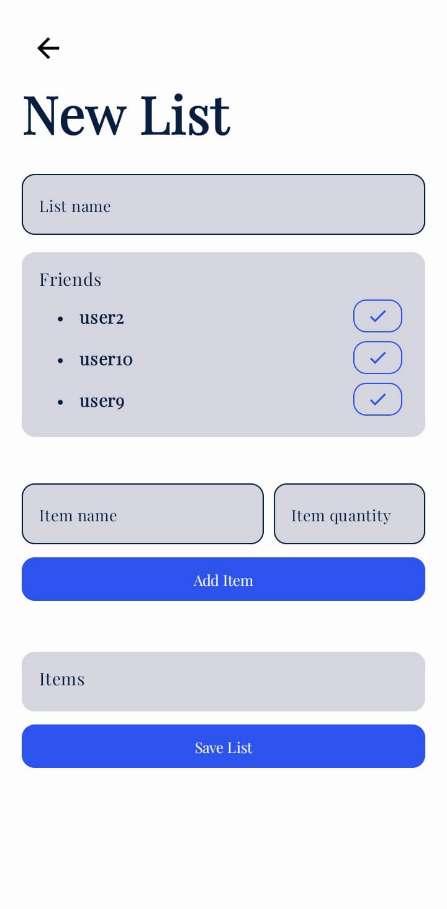 New List
List name
Friends
• user2
• user10
• user9
Item name Item quantity
Add Item
Items
Save List